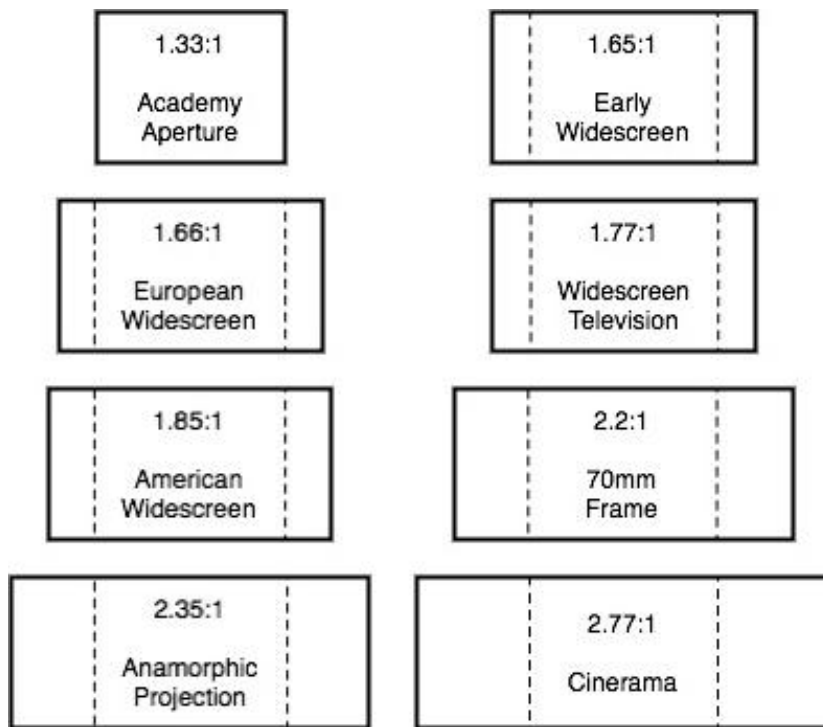 1.33:1
Academy
Aperture
1.65:1
Early
Widescreen
1.66:1
European
Widescreen
1.77:1
Widescreen
Television
1.85:1
American
Widescreen
2.2:1
70mm
Frame
2.35:1
Anamorphic
Projection
2.77:1
Cinerama